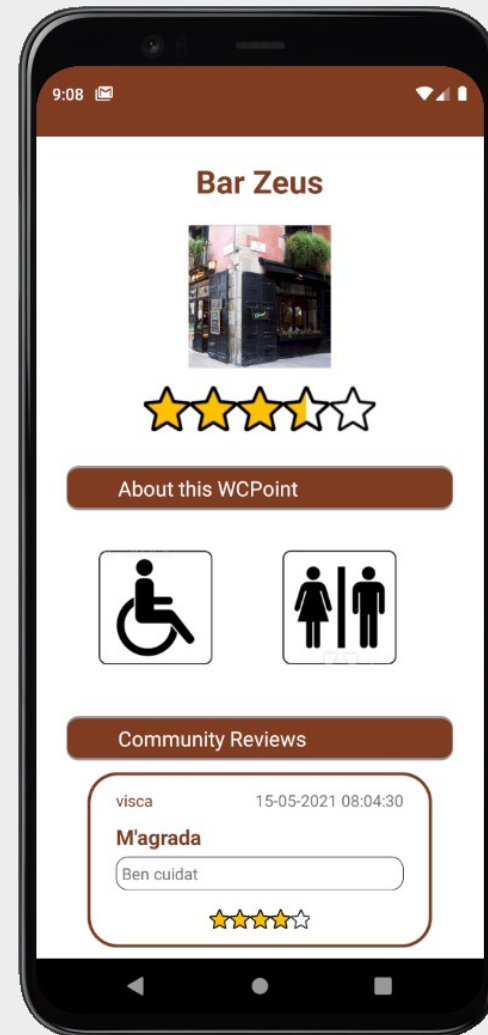 9:08
Bar Zeus
About this WCPoint
Community Reviews
visca 15-05-2021 08:04:30
M'agrada
Ben cuidat